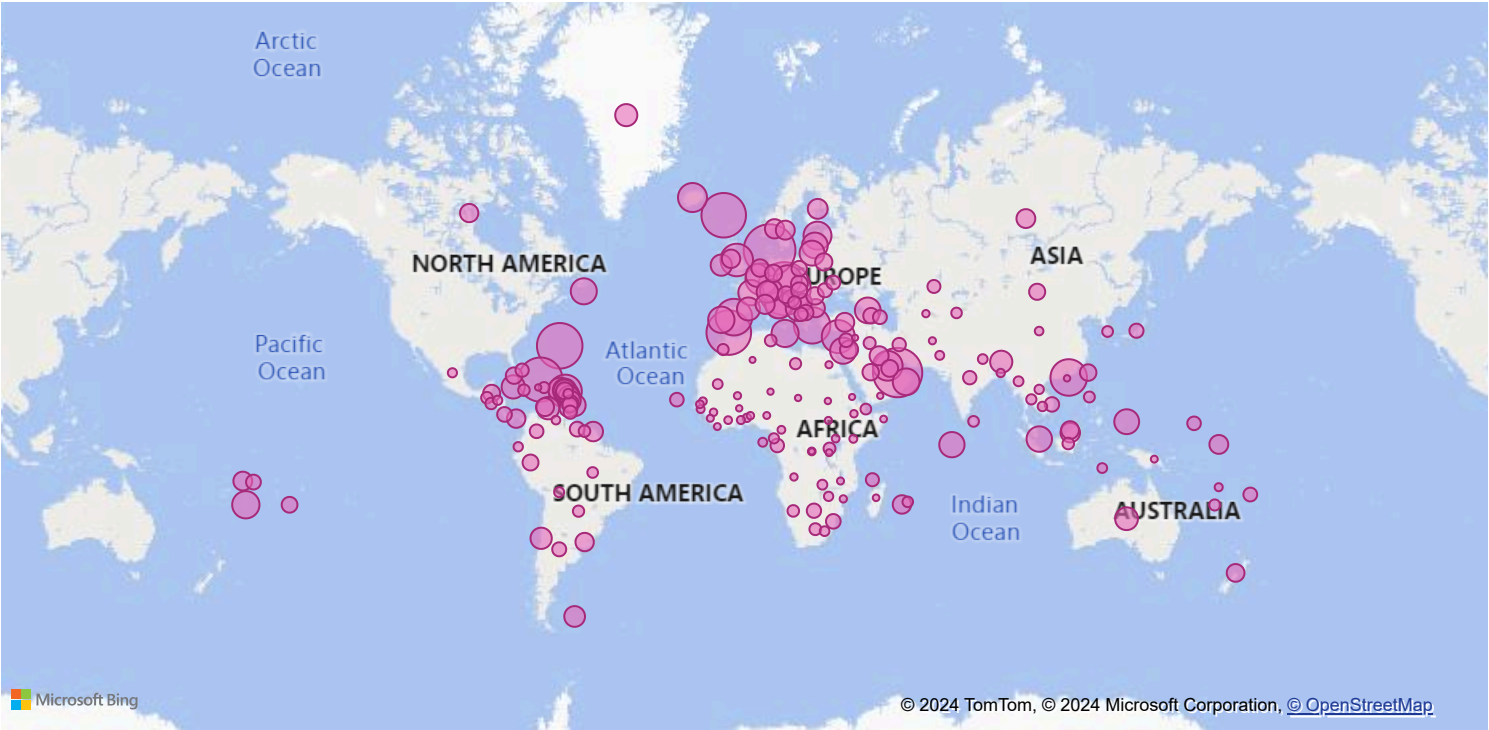 Arctic
Ocean
NORTH AMERICA
ASIA
EUROPE
Pacific
Ocean
Atlantic
Ocean
AFRICA
SOUTH AMERICA
Indian
Ocean
AUSTRALIA
Microsoft Bing
© 2024 TomTom, © 2024 Microsoft Corporation, © OpenStreetMap